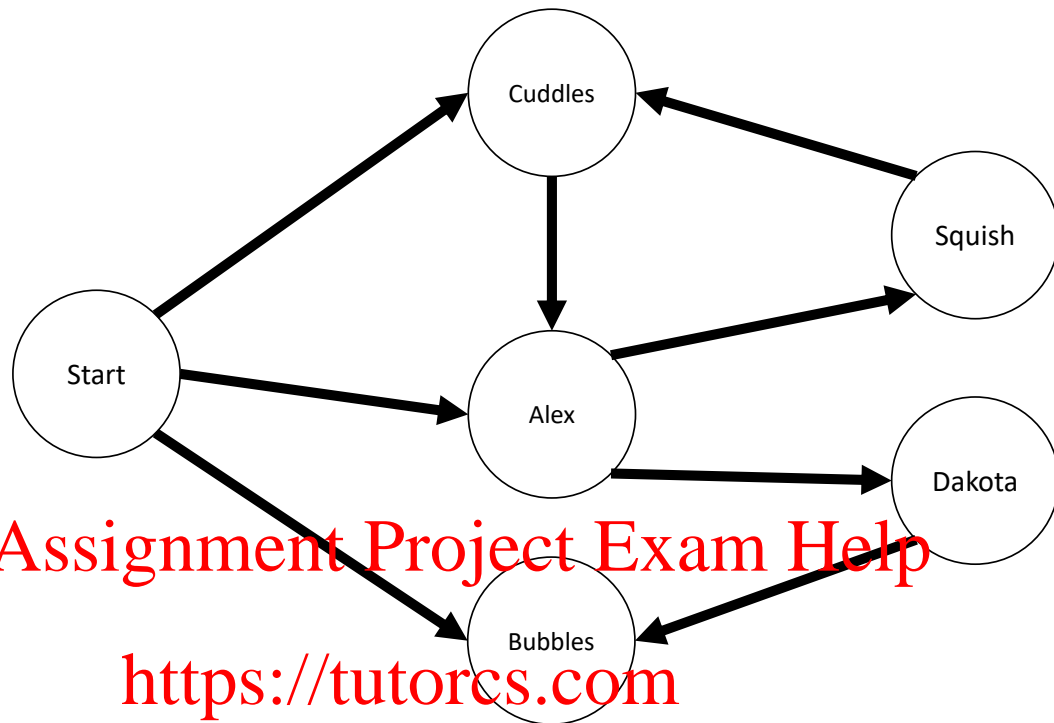 Cuddles
Squish
Start
Alex
Dakota
Assignment Project Exam Help
Bubbles
https://tutorcs.com